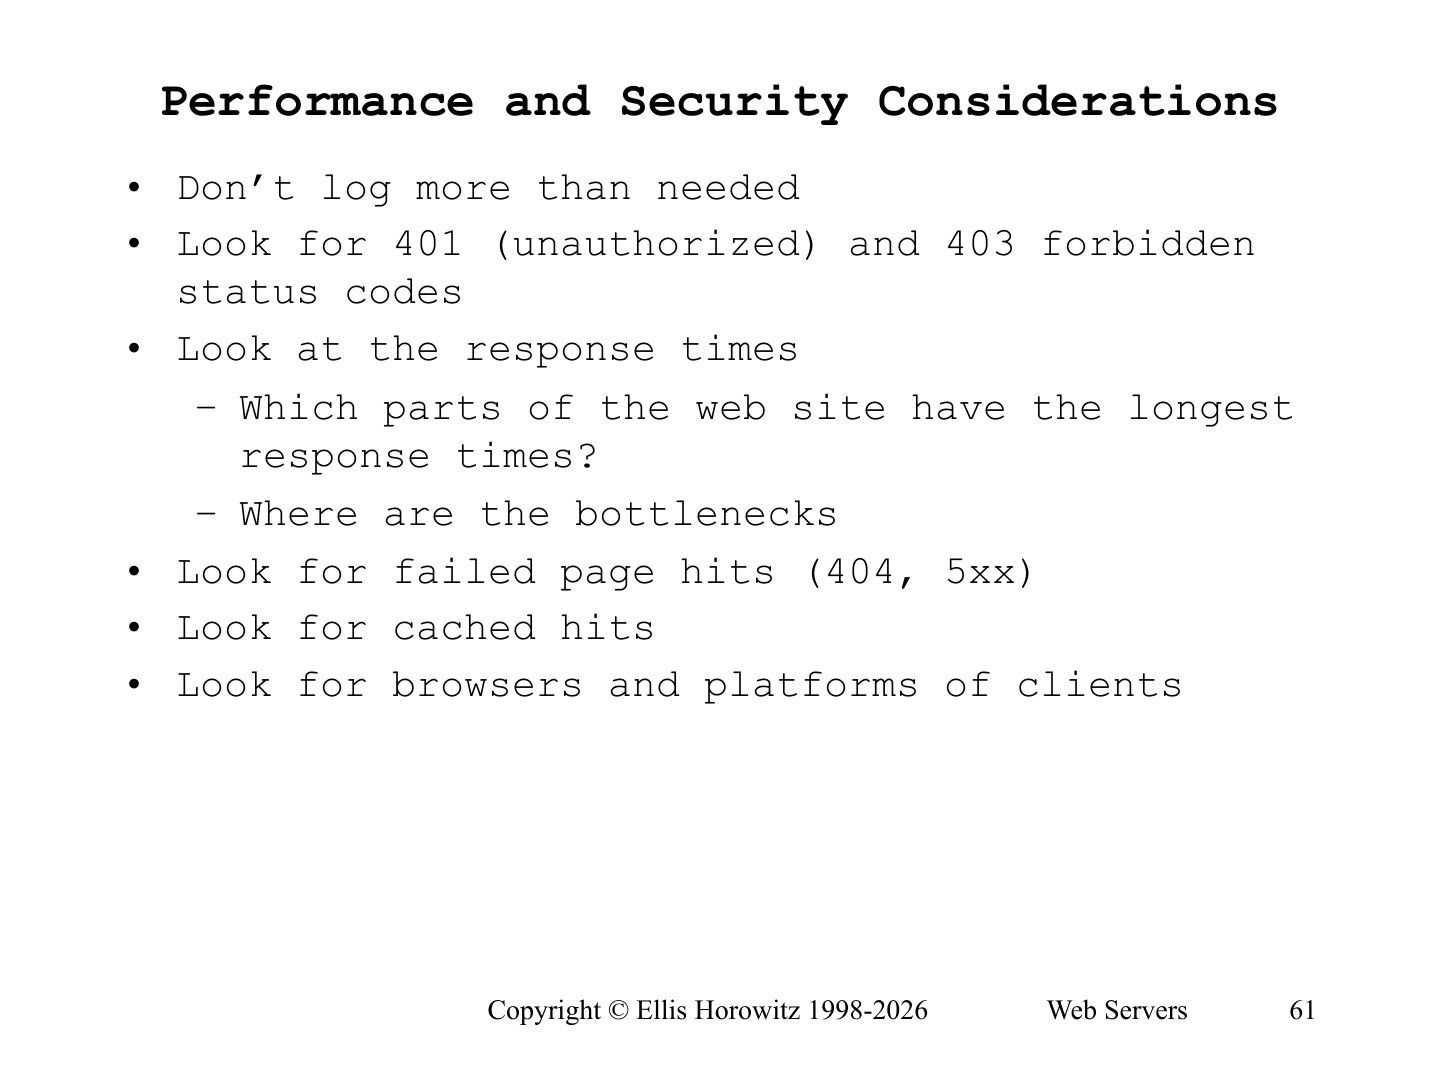 Performance and Security Considerations
• Don’t log more than needed
• Look for 401 (unauthorized) and 403 forbidden
status codes
• Look at the response times
– Which parts of the web site have the longest
response times?
– Where are the bottlenecks
• Look for failed page hits (404, 5xx)
• Look for cached hits
• Look for browsers and platforms of clients
Copyright © Ellis Horowitz 1998-2026 Web Servers 61